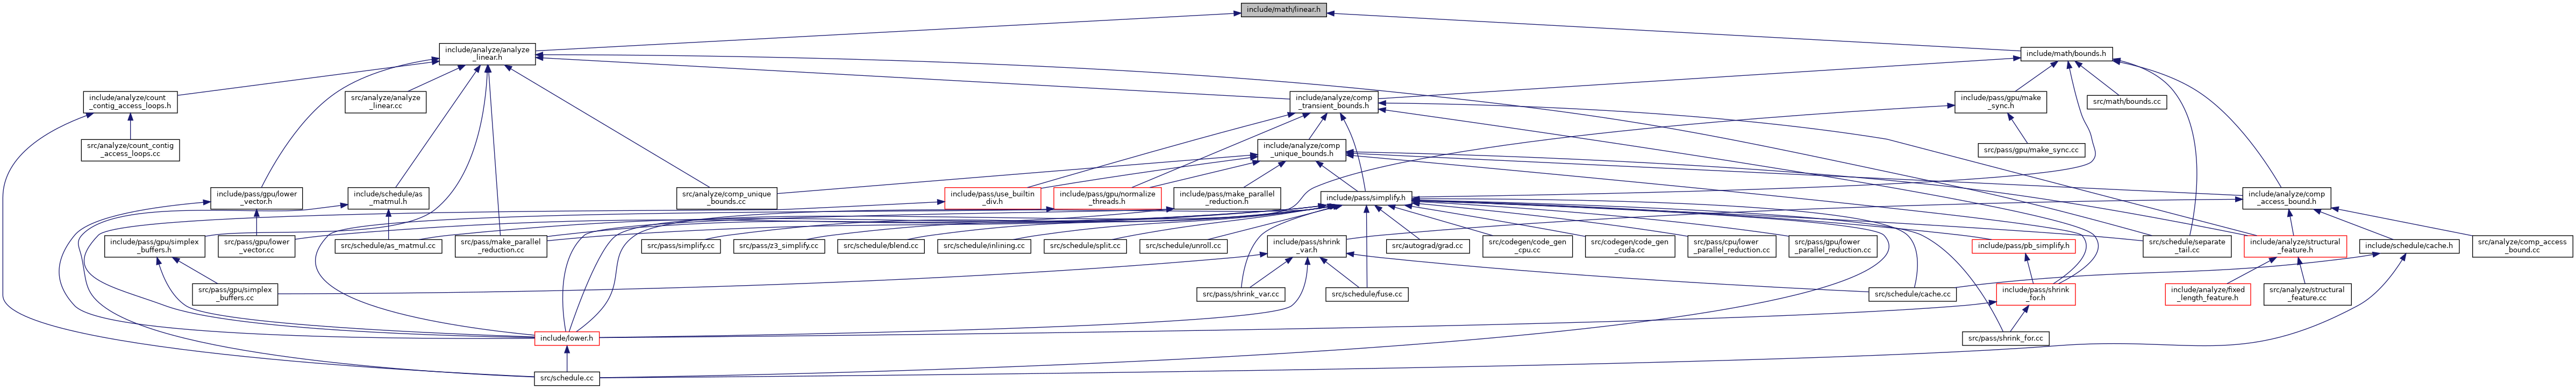 include/math/linear.h
include/analyze/analyze
_linear.h
include/math/bounds.h
include/analyze/count
_contig_access_loops.h
src/analyze/analyze
_linear.cc
include/analyze/comp
_transient_bounds.h
include/pass/gpu/make
_sync.h
src/math/bounds.cc
src/analyze/count_contig
_access_loops.cc
include/analyze/comp
_unique_bounds.h
src/pass/gpu/make_sync.cc
include/pass/gpu/lower
_vector.h
include/schedule/as
_matmul.h
src/analyze/comp_unique
_bounds.cc
include/pass/use_builtin
_div.h
include/pass/gpu/normalize
_threads.h
include/pass/make_parallel
_reduction.h
include/pass/simplify.h
include/analyze/comp
_access_bound.h
include/pass/gpu/simplex
_buffers.h
src/pass/gpu/lower
_vector.cc
src/schedule/as_matmul.cc
src/pass/make_parallel
_reduction.cc
src/pass/simplify.cc
src/pass/z3_simplify.cc
src/schedule/blend.cc
src/schedule/inlining.cc
src/schedule/split.cc
src/schedule/unroll.cc
include/pass/shrink
_var.h
src/autograd/grad.cc
src/codegen/code_gen
_cpu.cc
src/codegen/code_gen
_cuda.cc
src/pass/cpu/lower
_parallel_reduction.cc
src/pass/gpu/lower
_parallel_reduction.cc
include/pass/pb_simplify.h
src/schedule/separate
_tail.cc
include/analyze/structural
_feature.h
include/schedule/cache.h
src/analyze/comp_access
_bound.cc
src/pass/gpu/simplex
_buffers.cc
src/pass/shrink_var.cc
src/schedule/fuse.cc
src/schedule/cache.cc
include/pass/shrink
_for.h
include/analyze/fixed
_length_feature.h
src/analyze/structural
_feature.cc
include/lower.h
src/pass/shrink_for.cc
src/schedule.cc